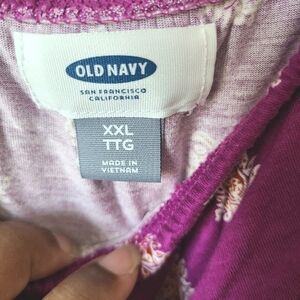 OLD NAVY
SAN FRANCISCO
CALIFORNIA
XXL
TTG
MADE IN
VIETNAM